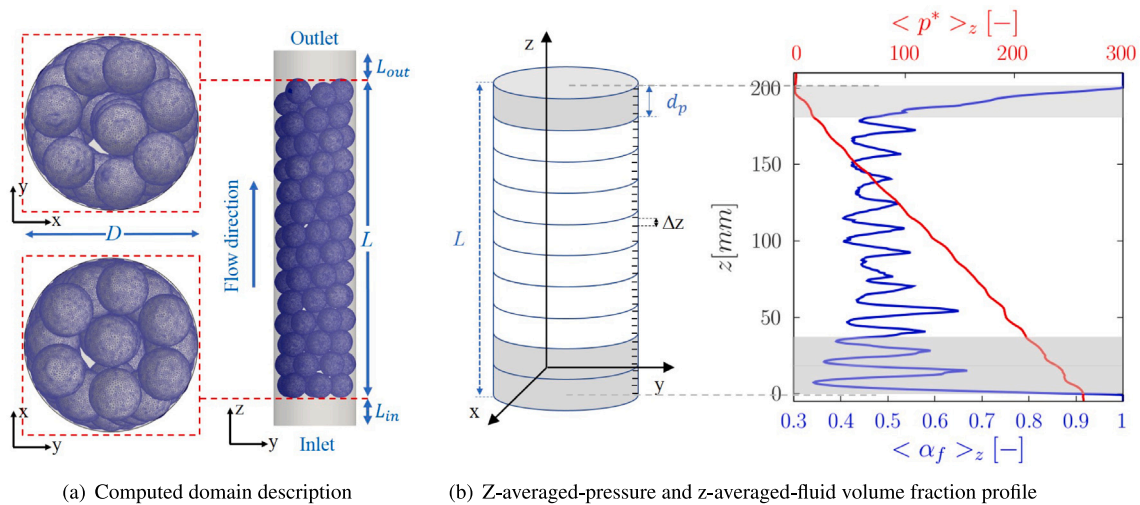 Outlet
L_out
y
x
D
Flow direction
L
x
y
z
y
L_in
Inlet
z
L
d_p
Δz
y
x
< p* >_z [−]
0 100 200 300
z[mm]
200
150
100
50
0
0.3 0.4 0.5 0.6 0.7 0.8 0.9 1
< α_f >_z [−]
(a) Computed domain description
(b) Z-averaged-pressure and z-averaged-fluid volume fraction profile